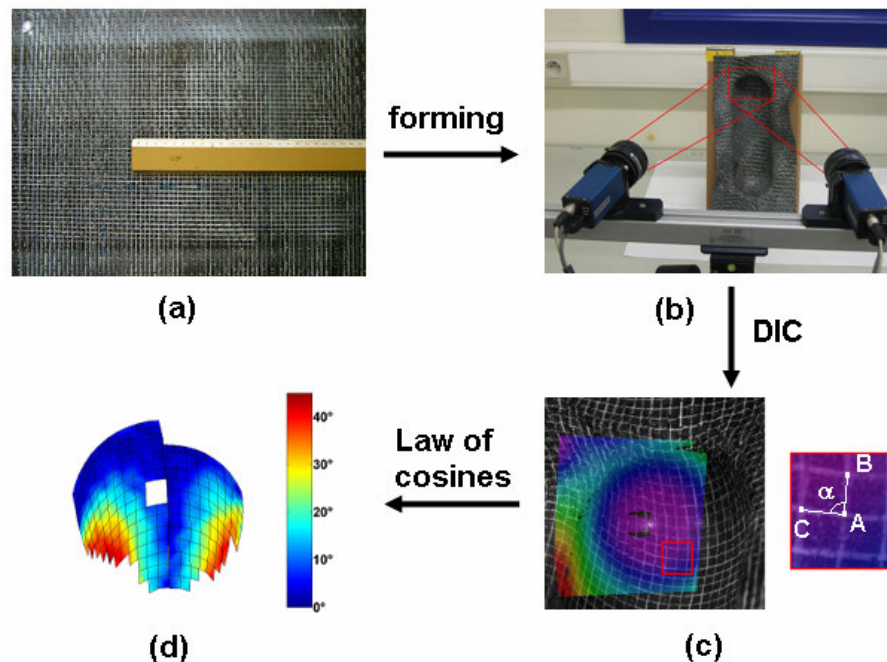 forming
(a)
(b)
DIC
40°
30°
20°
10°
0°
Law of
cosines
B
α
C
A
(d)
(c)